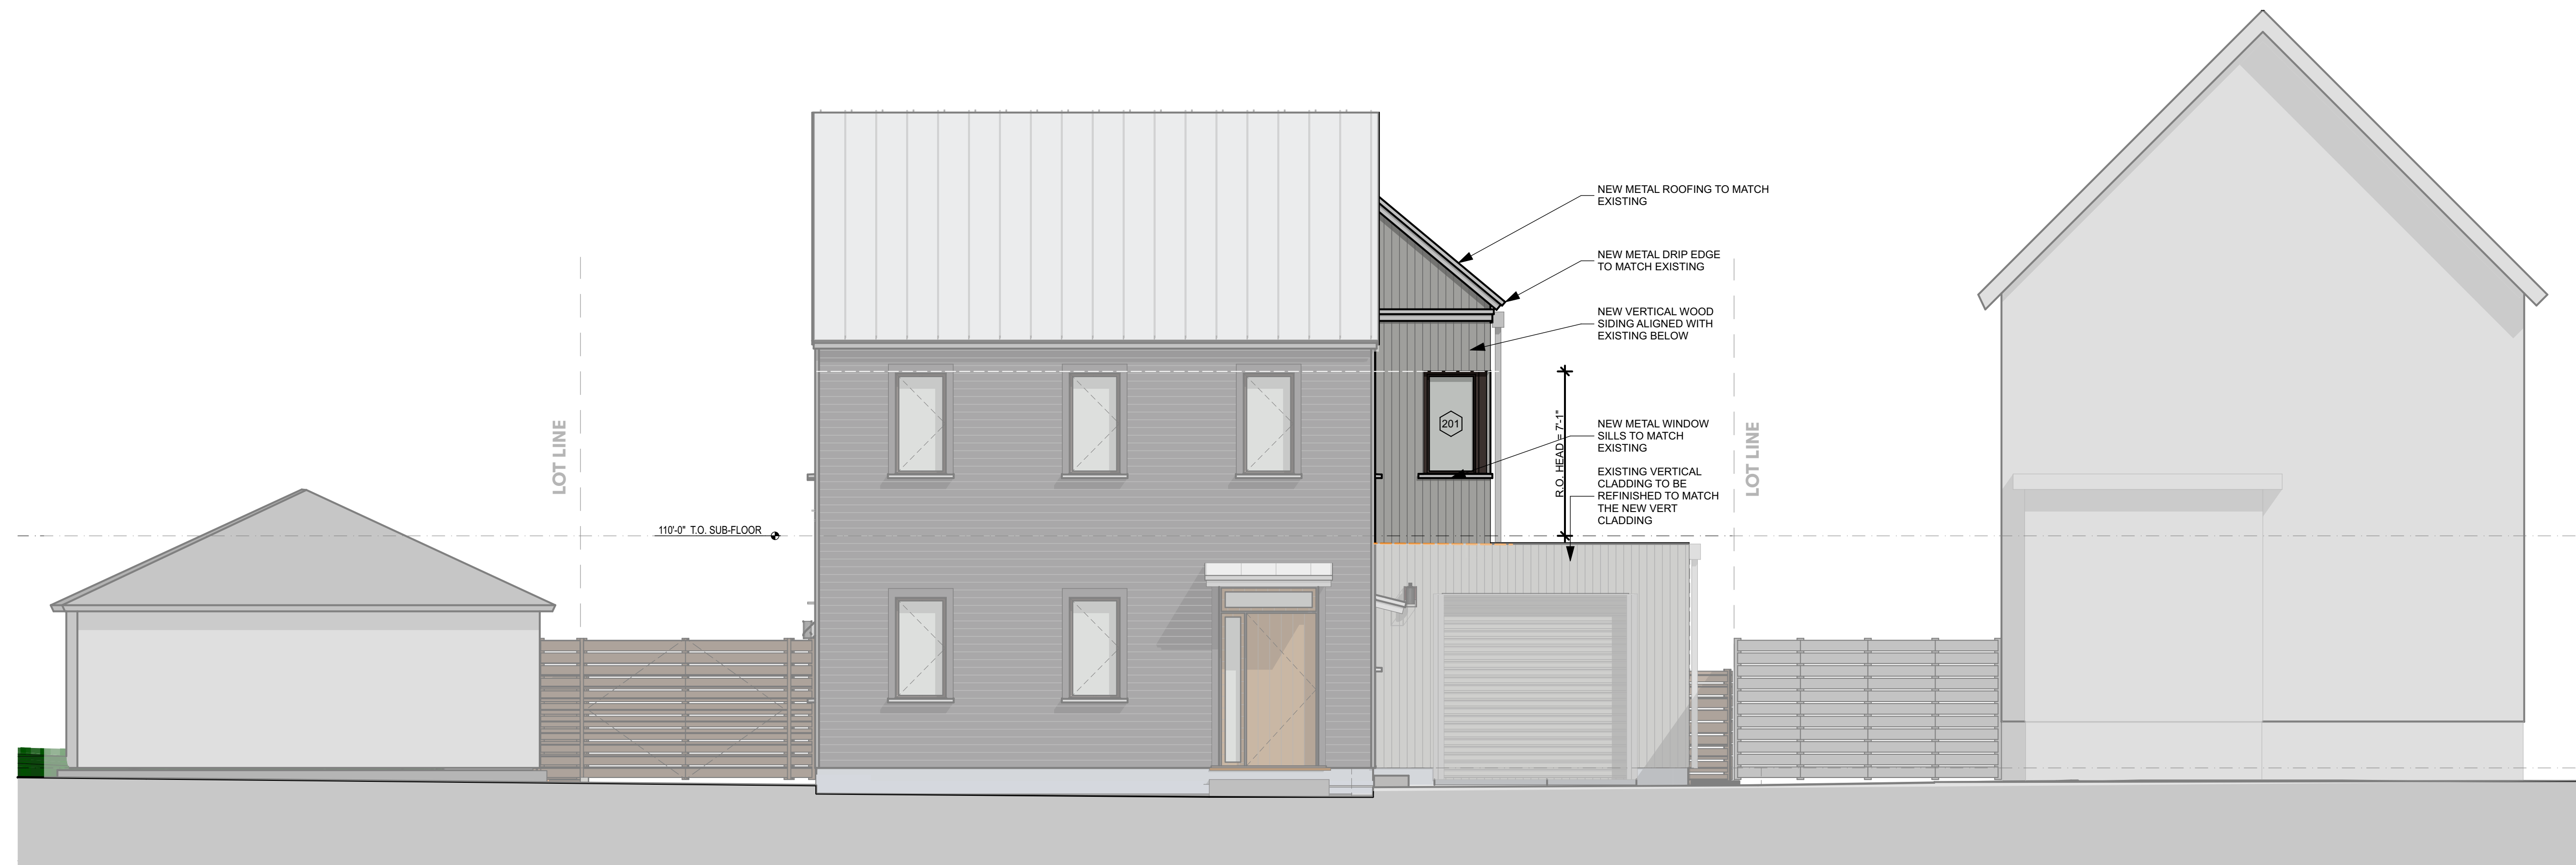 NEW METAL ROOFING TO MATCH
EXISTING
NEW METAL DRIP EDGE
TO MATCH EXISTING
NEW VERTICAL WOOD
SIDING ALIGNED WITH
EXISTING BELOW
LOT LINE
201
R.O. HEAD = 7'-1"
NEW METAL WINDOW
SILLS TO MATCH
EXISTING
LOT LINE
EXISTING VERTICAL
CLADDING TO BE
REFINISHED TO MATCH
THE NEW VERT
CLADDING
110'-0" T.O. SUB-FLOOR